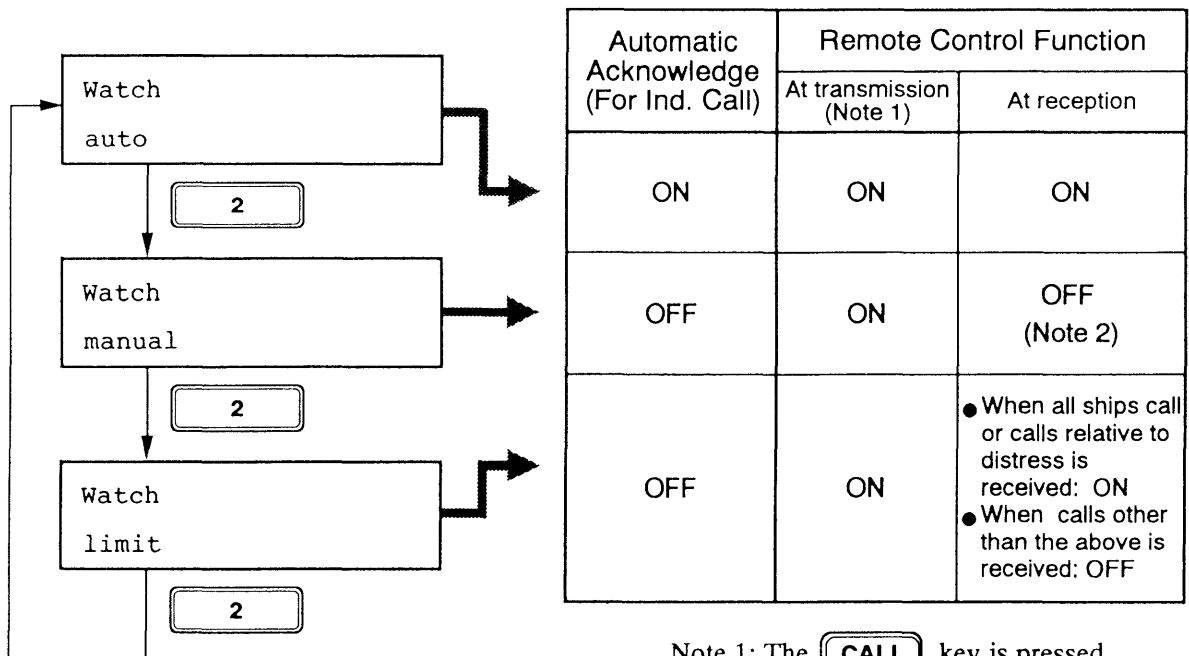 Watch
auto
2
Watch
manual
2
Watch
limit
2
Automatic
Acknowledge
(For Ind. Call)
Remote Control Function
At transmission
(Note 1)
At reception
ON
ON
ON
OFF
ON
OFF
(Note 2)
OFF
ON
● When all ships call
or calls relative to
distress is
received: ON
● When calls other
than the above is
received: OFF
Note 1: The CALL key is pressed